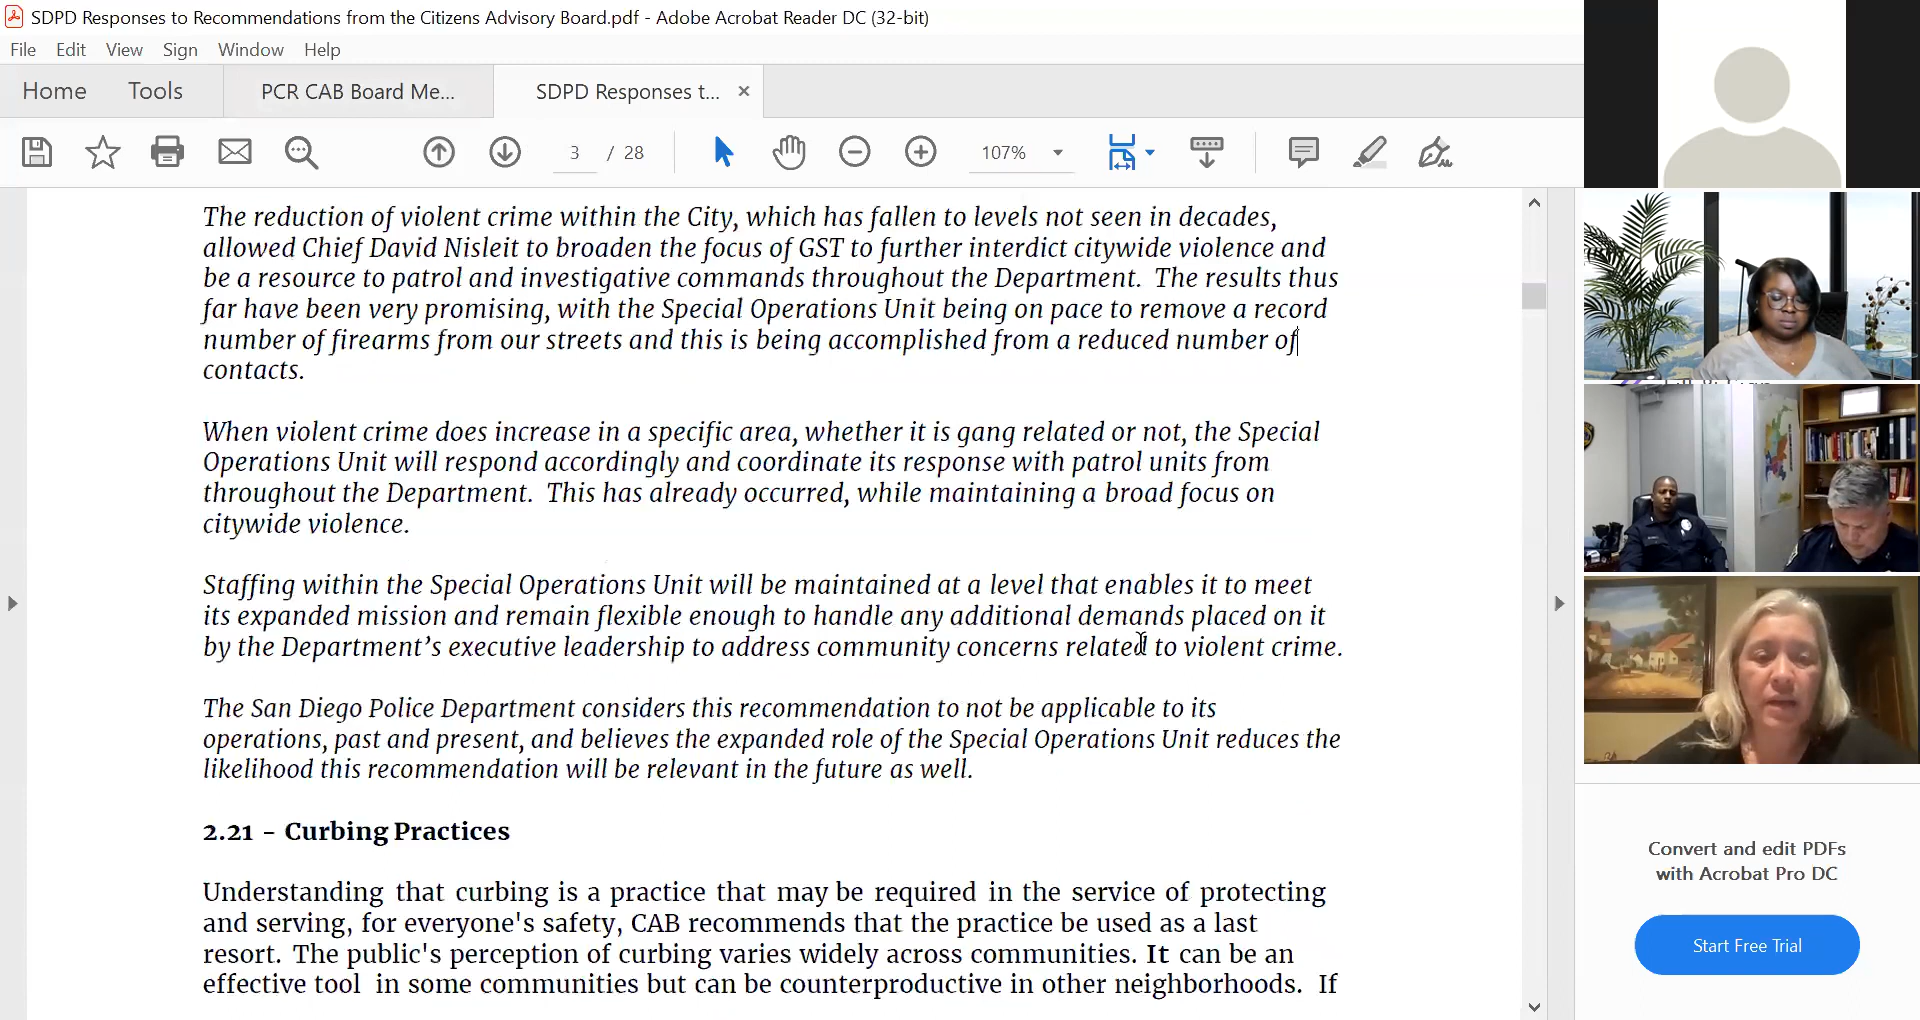 SDPD Responses to Recommendations from the Citizens Advisory Board.pdf - Adobe Acrobat Reader DC (32-bit)
File Edit View Sign Window Help
Home Tools PCR CAB Board Me... SDPD Responses t... ×
3 / 28 107%
The reduction of violent crime within the City, which has fallen to levels not seen in decades,
allowed Chief David Nisleit to broaden the focus of GST to further interdict citywide violence and
be a resource to patrol and investigative commands throughout the Department. The results thus
far have been very promising, with the Special Operations Unit being on pace to remove a record
number of firearms from our streets and this is being accomplished from a reduced number of
contacts.
When violent crime does increase in a specific area, whether it is gang related or not, the Special
Operations Unit will respond accordingly and coordinate its response with patrol units from
throughout the Department. This has already occurred, while maintaining a broad focus on
citywide violence.
Staffing within the Special Operations Unit will be maintained at a level that enables it to meet
its expanded mission and remain flexible enough to handle any additional demands placed on it
by the Department’s executive leadership to address community concerns related to violent crime.
The San Diego Police Department considers this recommendation to not be applicable to its
operations, past and present, and believes the expanded role of the Special Operations Unit reduces the
likelihood this recommendation will be relevant in the future as well.
2.21 - Curbing Practices
Understanding that curbing is a practice that may be required in the service of protecting
and serving, for everyone's safety, CAB recommends that the practice be used as a last
resort. The public's perception of curbing varies widely across communities. It can be an
effective tool in some communities but can be counterproductive in other neighborhoods. If
Convert and edit PDFs
with Acrobat Pro DC
Start Free Trial